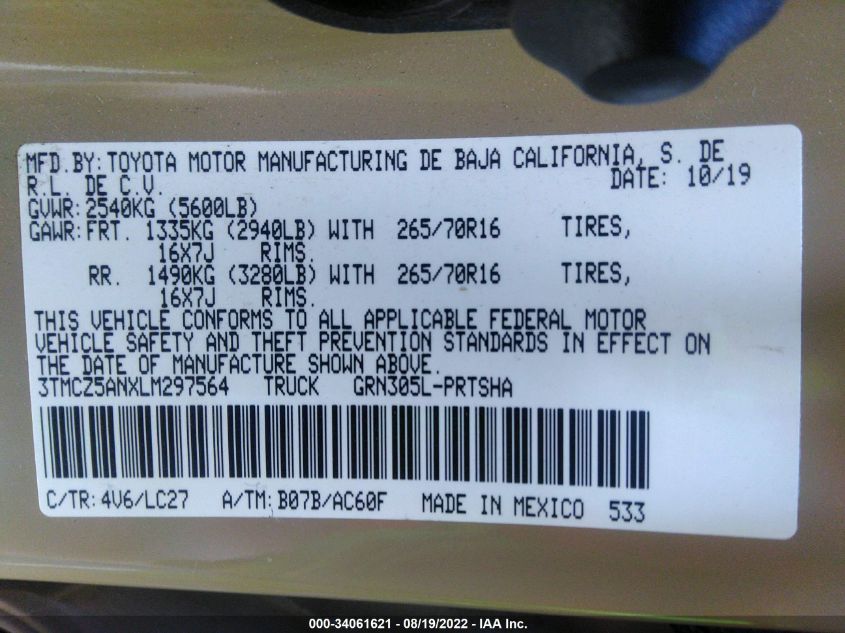 MFD.BY: TOYOTA MOTOR MANUFACTURING DE BAJA CALIFORNIA, S. DE
R.L. DE C.V. DATE: 10/19
GVWR: 2540KG (5600LB)
GAWR: FRT. 1335KG (2940LB) WITH 265/70R16 TIRES,
16X7J RIMS.
RR. 1490KG (3280LB) WITH 265/70R16 TIRES,
16X7J RIMS.
THIS VEHICLE CONFORMS TO ALL APPLICABLE FEDERAL MOTOR
VEHICLE SAFETY AND THEFT PREVENTION STANDARDS IN EFFECT ON
THE DATE OF MANUFACTURE SHOWN ABOVE.
3TMCZ5ANXLM297564 TRUCK GRN305L-PRTSHA
C/TR: 4V6/LC27 A/TM: B07B/AC60F MADE IN MEXICO 533
000-34061621 - 08/19/2022 - IAA Inc.